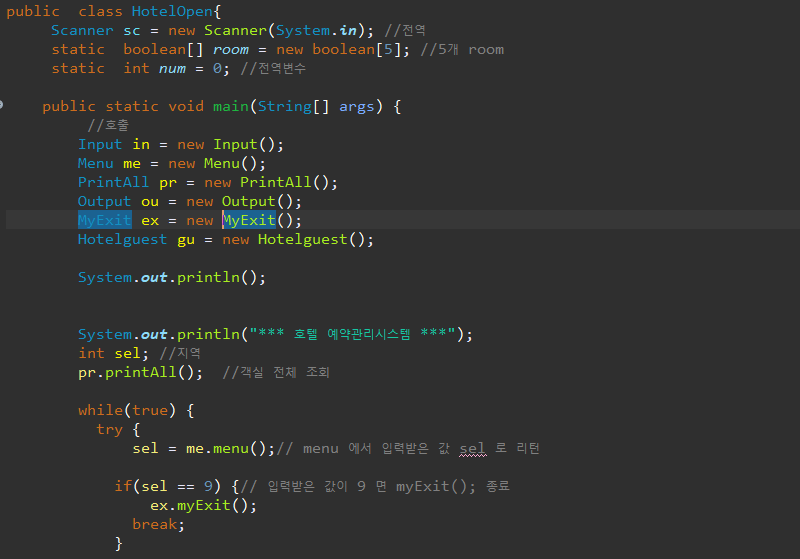 public  class HotelOpen{
Scanner sc = new Scanner(System.in); //전역
static  boolean[] room = new boolean[5]; //5개 room
static  int num = 0; //전역변수
public static void main(String[] args) {
//호출
Input in = new Input();
Menu me = new Menu();
PrintAll pr = new PrintAll();
Output ou = new Output();
MyExit ex = new MyExit();
Hotelguest gu = new Hotelguest();
System.out.println();
System.out.println("*** 호텔 예약관리시스템 ***");
int sel; //지역
pr.printAll();  //객실 전체 조회
while(true) {
try {
sel = me.menu();// menu 에서 입력받은 값 sel 로 리턴
if(sel == 9) {// 입력받은 값이 9 면 myExit(); 종료
ex.myExit();
break;
}